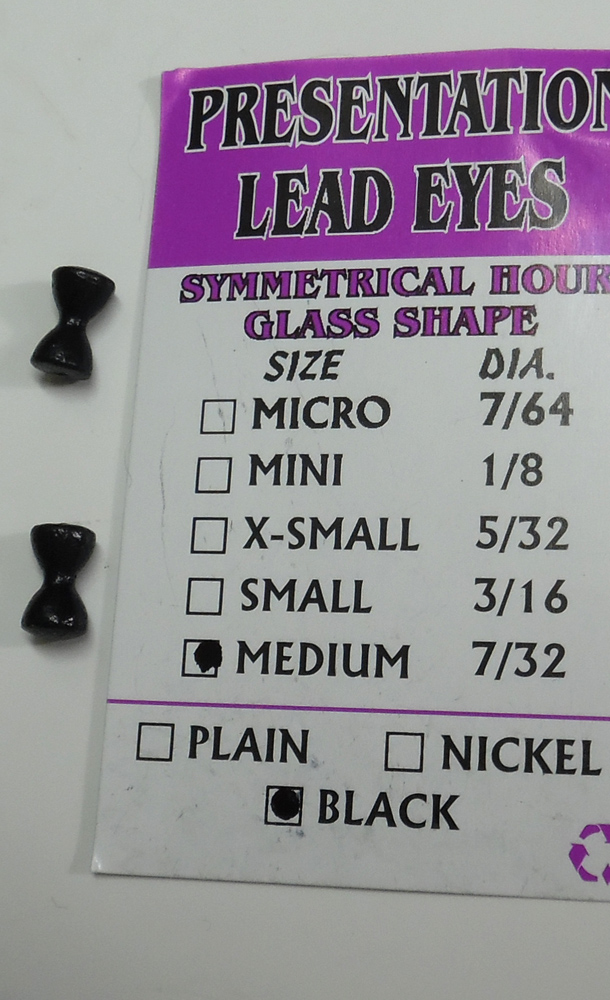 PRESENTATION
LEAD EYES
SYMMETRICAL HOUR
GLASS SHAPE
SIZE DIA.
MICRO 7/64
MINI 1/8
X-SMALL 5/32
SMALL 3/16
MEDIUM 7/32
PLAIN NICKEL
BLACK